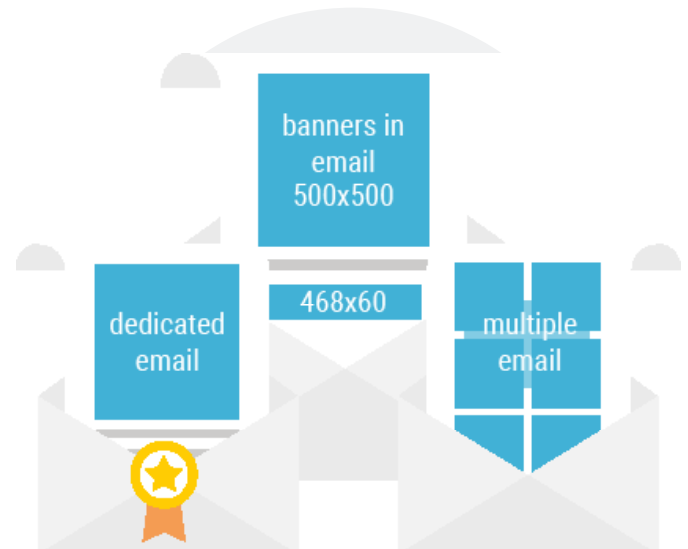 banners in
email
500x500
468x60
dedicated
email
multiple
email